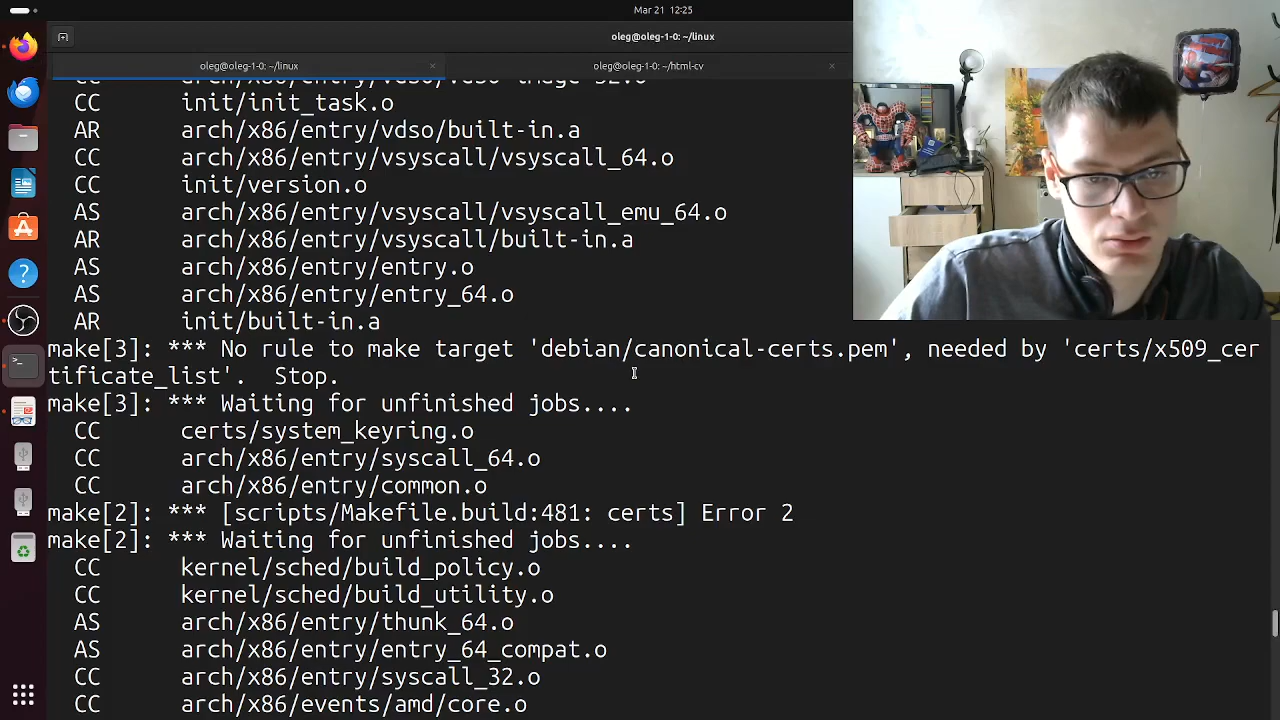 Mar 21 12:25
oleg@oleg-1-0: ~/linux
oleg@oleg-1-0: ~/linux
oleg@oleg-1-0: ~/html-cv
CC init/init_task.o
AR arch/x86/entry/vdso/built-in.a
CC arch/x86/entry/vsyscall/vsyscall_64.o
CC init/version.o
AS arch/x86/entry/vsyscall/vsyscall_emu_64.o
AR arch/x86/entry/vsyscall/built-in.a
AS arch/x86/entry/entry.o
AS arch/x86/entry/entry_64.o
AR init/built-in.a
make[3]: *** No rule to make target 'debian/canonical-certs.pem', needed by 'certs/x509_cer
tificate_list'.  Stop.
make[3]: *** Waiting for unfinished jobs....
CC certs/system_keyring.o
CC arch/x86/entry/syscall_64.o
CC arch/x86/entry/common.o
make[2]: *** [scripts/Makefile.build:481: certs] Error 2
make[2]: *** Waiting for unfinished jobs....
CC kernel/sched/build_policy.o
CC kernel/sched/build_utility.o
AS arch/x86/entry/thunk_64.o
AS arch/x86/entry/entry_64_compat.o
CC arch/x86/entry/syscall_32.o
CC arch/x86/events/amd/core.o